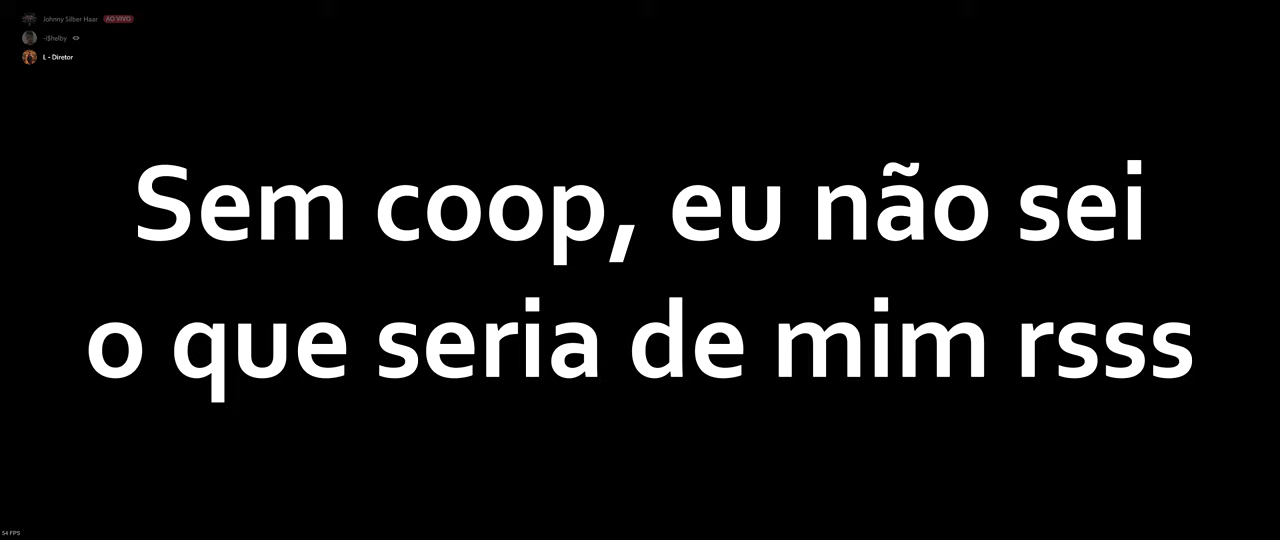 Johnny Silber Haar AO VIVO
-i$helby
L - Diretor
Sem coop, eu não sei
o que seria de mim rsss
54 FPS